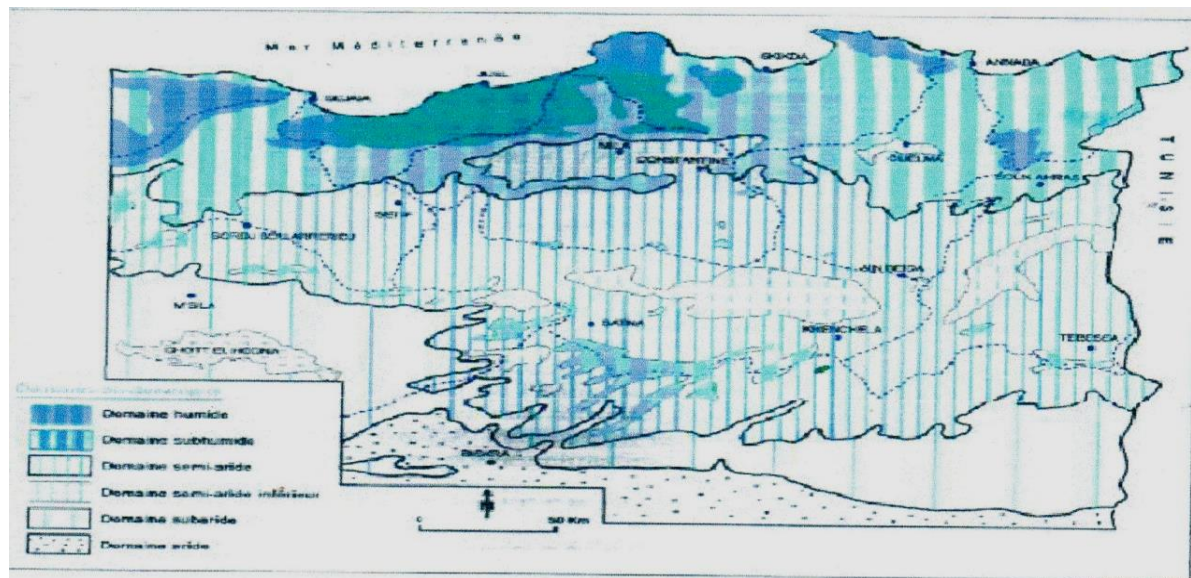 Mer Méditerranée
SKIKDA
ANNABA
BEJAIA
MILA
CONSTANTINE
GUELMA
SOUK AHRAS
TUNISIE
SETIF
BORDJ BOU ARRERIDJ
AIN BEIDA
M'SILA
BATNA
KHENCHELA
TEBESSA
CHOTT EL HODNA
Domaine humide
Domaine subhumide
Domaine semi-aride
Domaine semi-aride inférieur
Domaine subaride
Domaine aride
BISKRA
0 50 Km